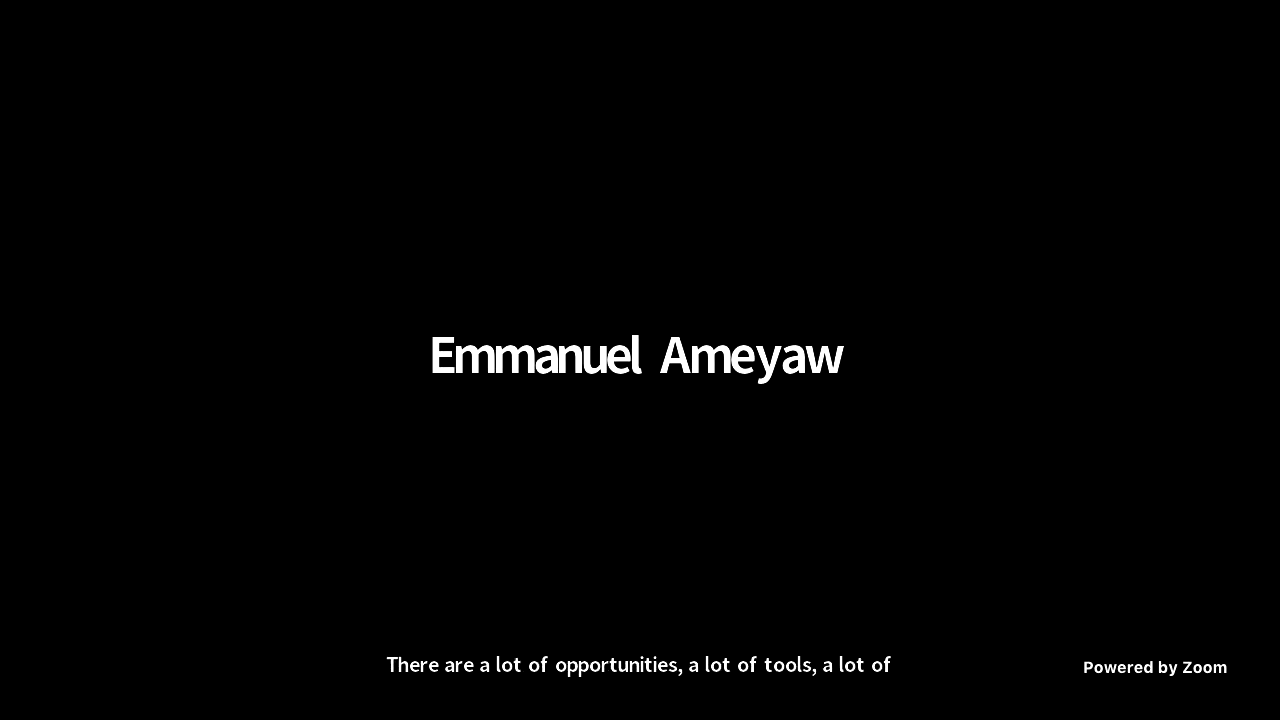 Emmanuel Ameyaw
There are a lot of opportunities, a lot of tools, a lot of
Powered by Zoom